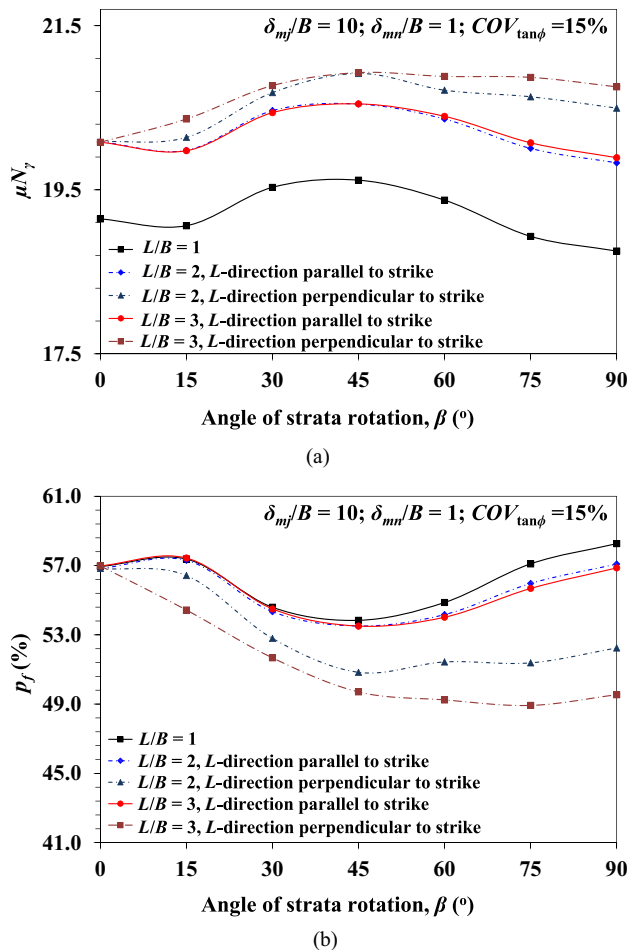 δmj/B = 10; δmn/B = 1; COVtanϕ =15%
21.5
19.5
17.5
μNγ
L/B = 1
L/B = 2, L-direction parallel to strike
L/B = 2, L-direction perpendicular to strike
L/B = 3, L-direction parallel to strike
L/B = 3, L-direction perpendicular to strike
0 15 30 45 60 75 90
Angle of strata rotation, β (º)
(a)
δmj/B = 10; δmn/B = 1; COVtanϕ =15%
61.0
57.0
53.0
49.0
45.0
41.0
pf (%)
L/B = 1
L/B = 2, L-direction parallel to strike
L/B = 2, L-direction perpendicular to strike
L/B = 3, L-direction parallel to strike
L/B = 3, L-direction perpendicular to strike
0 15 30 45 60 75 90
Angle of strata rotation, β (º)
(b)